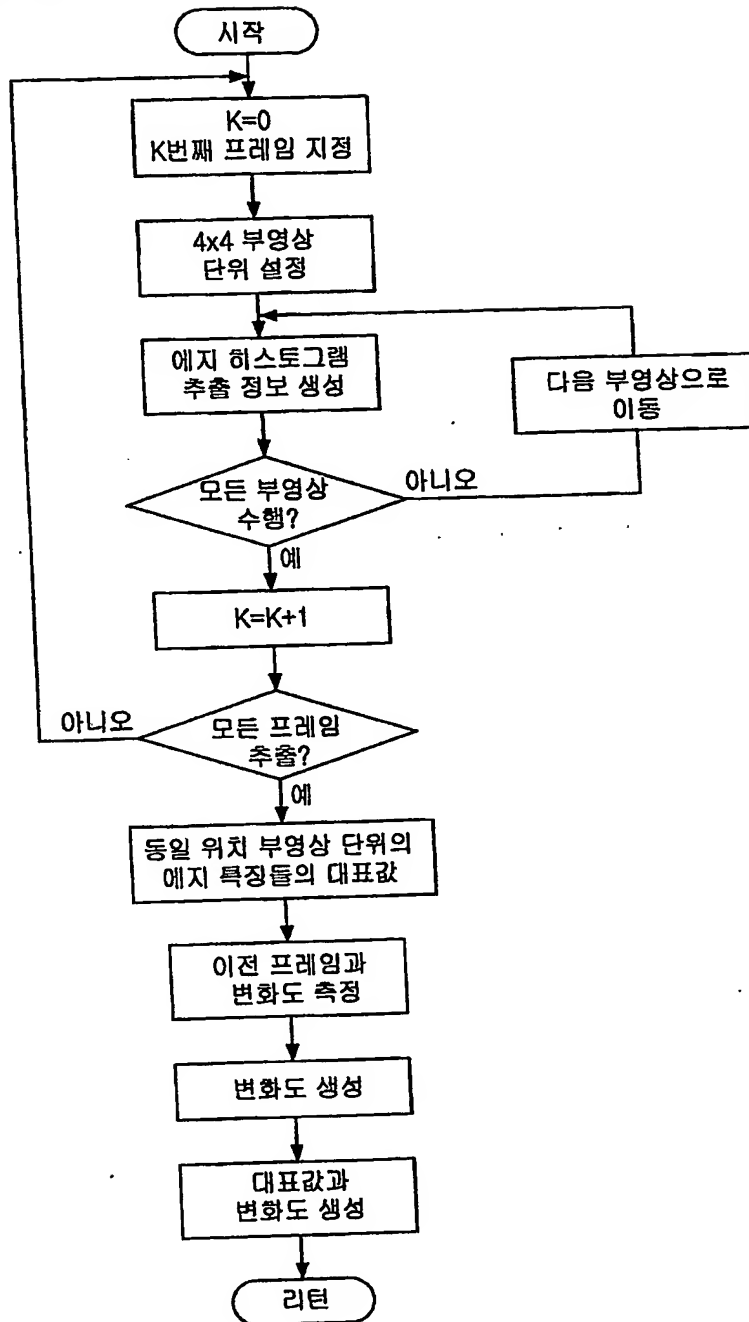 시작
K=0
K번째 프레임 지정
4x4 부영상
단위 설정
에지 히스토그램
추출 정보 생성
다음 부영상으로
이동
모든 부영상
수행?
아니오
예
K=K+1
아니오
모든 프레임
추출?
예
동일 위치 부영상 단위의
에지 특징들의 대표값
이전 프레임과
변화도 측정
변화도 생성
대표값과
변화도 생성
리턴